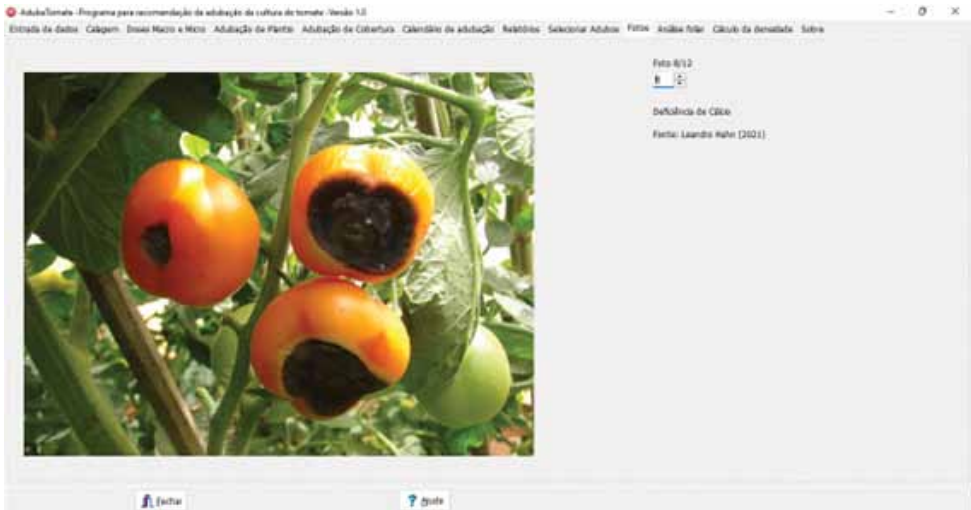 AdubaTomate - Programa para recomendação de adubação da cultura do tomate - Versão 1.0
Entrada de dados Calagem Doses Macro e Micro Adubação de Plantio Adubação de Cobertura Calendário de adubação Relatórios Selecionar Adubos Fotos Análise foliar Cálculo da densidade Sobre
Foto 8/12
8
Deficiência de Cálcio
Fonte: Leandro Hahn (2021)
Fechar
Ajuda